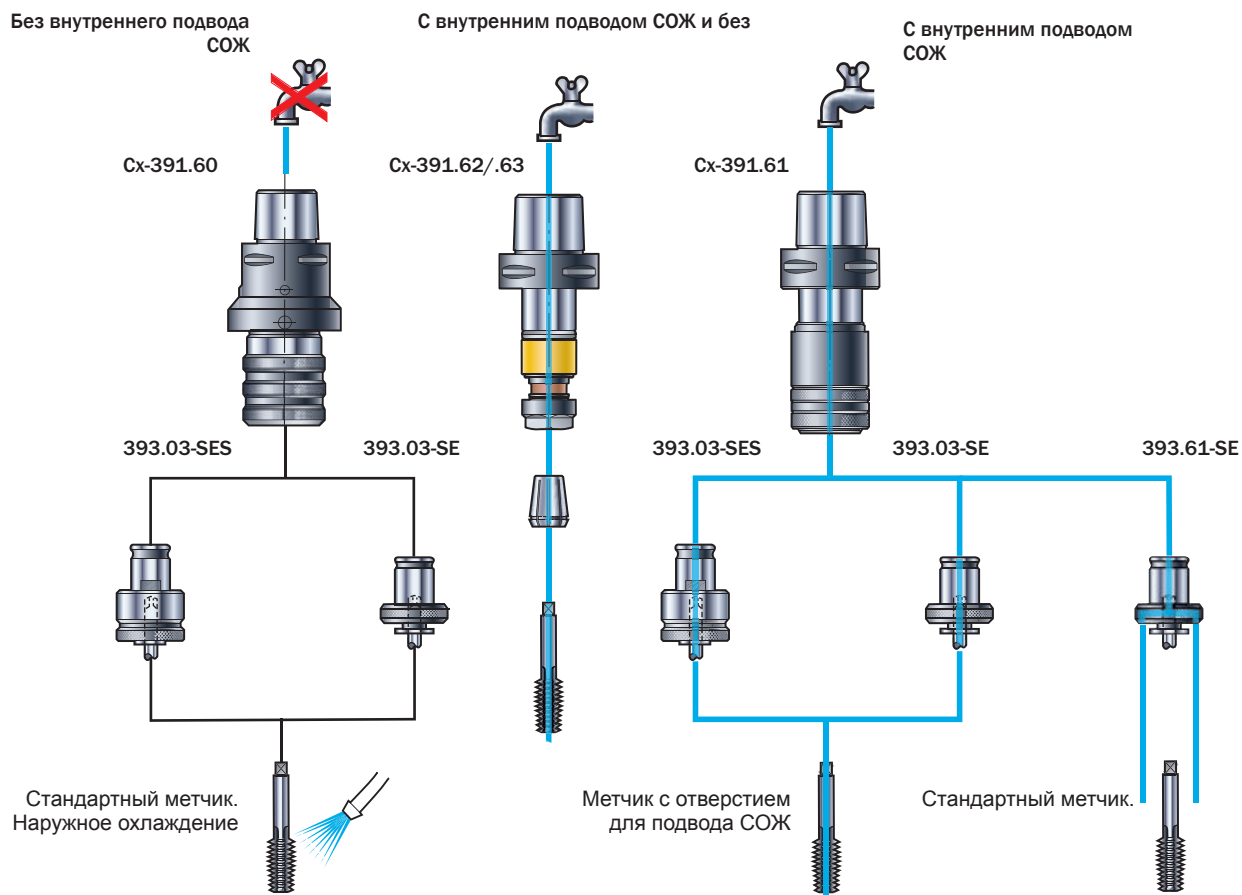 Без внутреннего подвода
СОЖ
С внутренним подводом СОЖ и без
С внутренним подводом
СОЖ
Cx-391.60
Cx-391.62/.63
Cx-391.61
393.03-SES
393.03-SE
393.03-SES
393.03-SE
393.61-SE
Стандартный метчик.
Наружное охлаждение
Метчик с отверстием
для подвода СОЖ
Стандартный метчик.